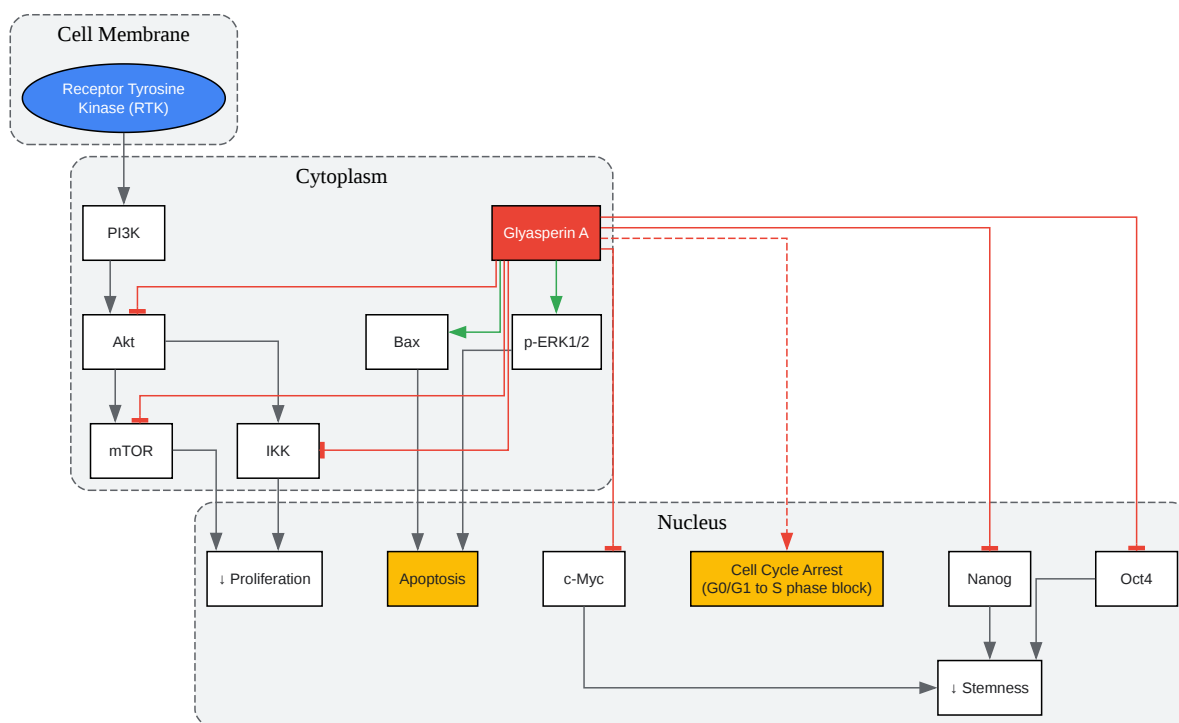 Cell Membrane
Receptor Tyrosine
Kinase (RTK)
Cytoplasm
PI3K
Glyasperin A
Akt
Bax
p-ERK1/2
mTOR
IKK
Nucleus
↓ Proliferation
Apoptosis
c-Myc
Cell Cycle Arrest
(G0/G1 to S phase block)
Nanog
Oct4
↓ Stemness